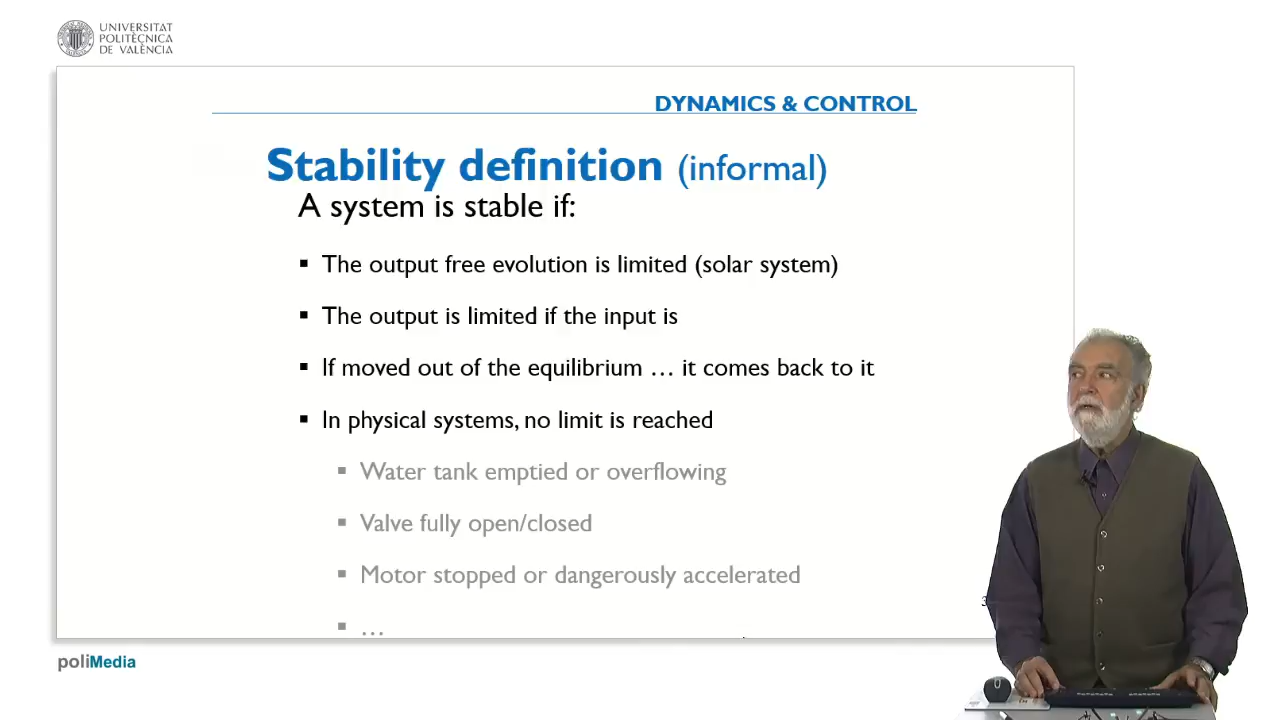 UNIVERSITAT
POLITÈCNICA
DE VALÈNCIA
DYNAMICS & CONTROL
Stability definition (informal)
A system is stable if:
▪ The output free evolution is limited (solar system)
▪ The output is limited if the input is
▪ If moved out of the equilibrium … it comes back to it
▪ In physical systems, no limit is reached
▪ Water tank emptied or overflowing
▪ Valve fully open/closed
▪ Motor stopped or dangerously accelerated
▪ …
poliMedia